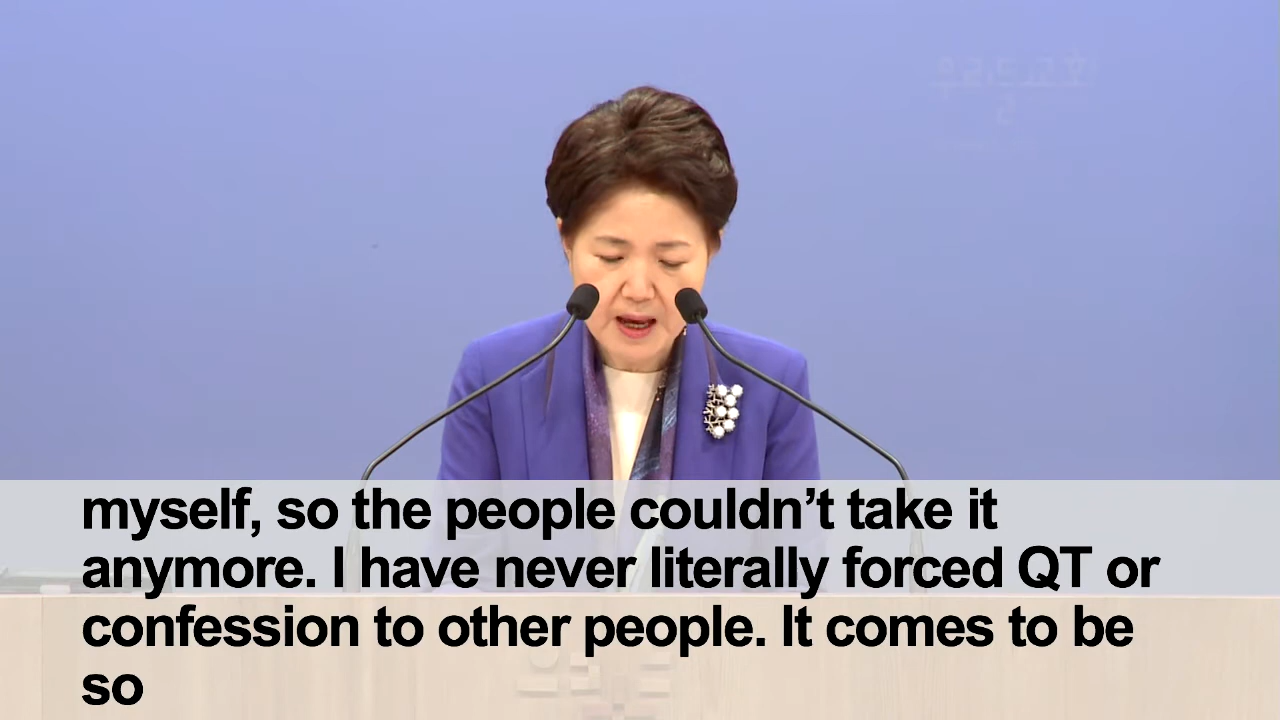 myself, so the people couldn’t take it
anymore. I have never literally forced QT or
confession to other people. It comes to be
so